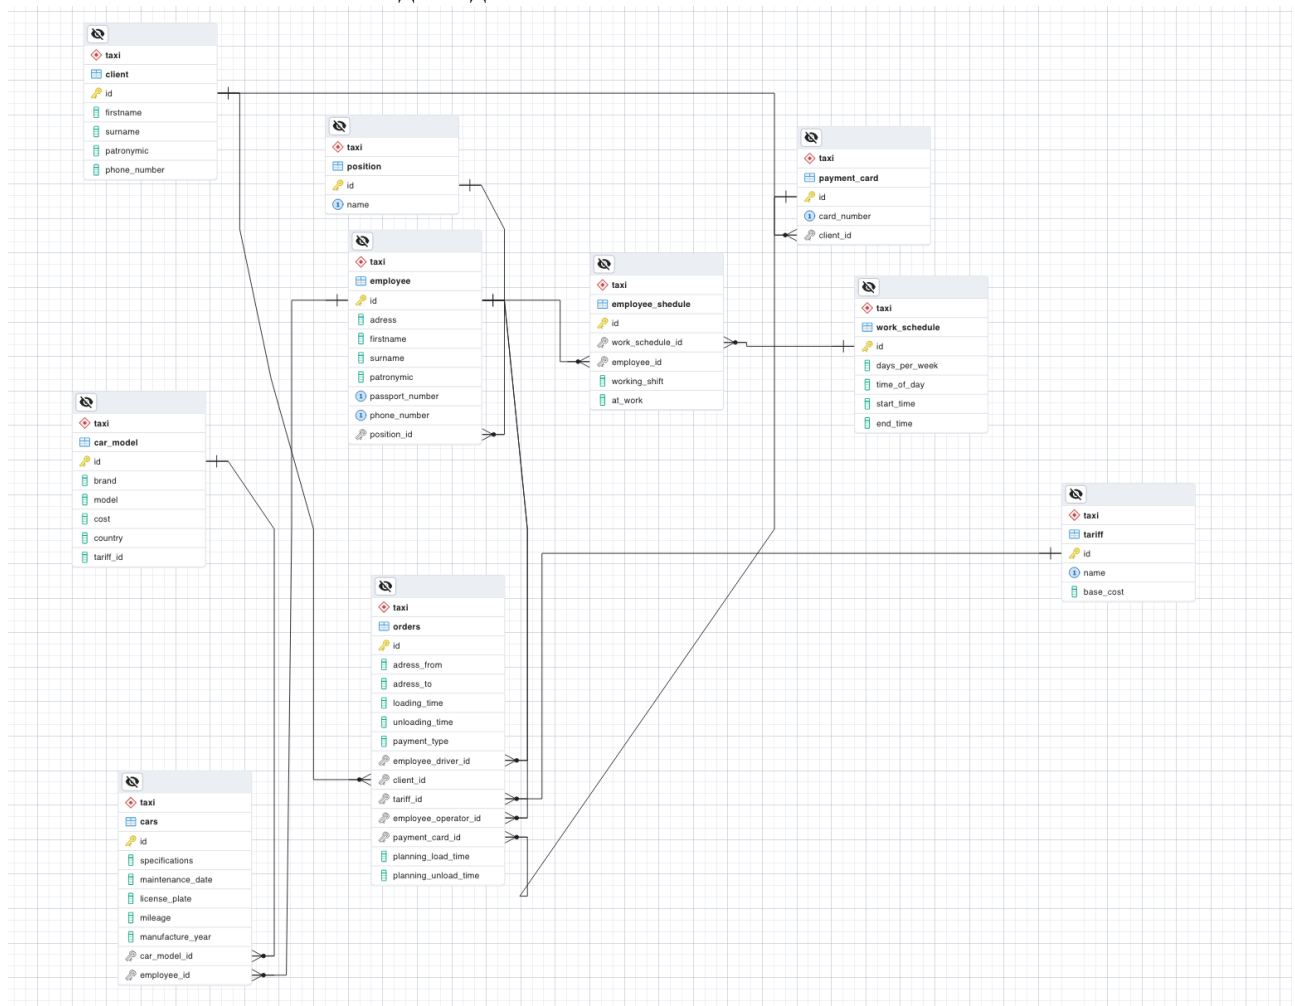 taxi
client
id
firstname
surname
patronymic
phone_number
taxi
position
id
name
taxi
payment_card
id
card_number
client_id
taxi
employee
id
adress
firstname
surname
patronymic
passport_number
phone_number
position_id
taxi
employee_shedule
id
work_schedule_id
employee_id
working_shift
at_work
taxi
work_schedule
id
days_per_week
time_of_day
start_time
end_time
taxi
car_model
id
brand
model
cost
country
tariff_id
taxi
tariff
id
name
base_cost
taxi
orders
id
adress_from
adress_to
loading_time
unloading_time
payment_type
employee_driver_id
client_id
tariff_id
employee_operator_id
payment_card_id
planning_load_time
planning_unload_time
taxi
cars
id
specifications
maintenance_date
license_plate
mileage
manufacture_year
car_model_id
employee_id